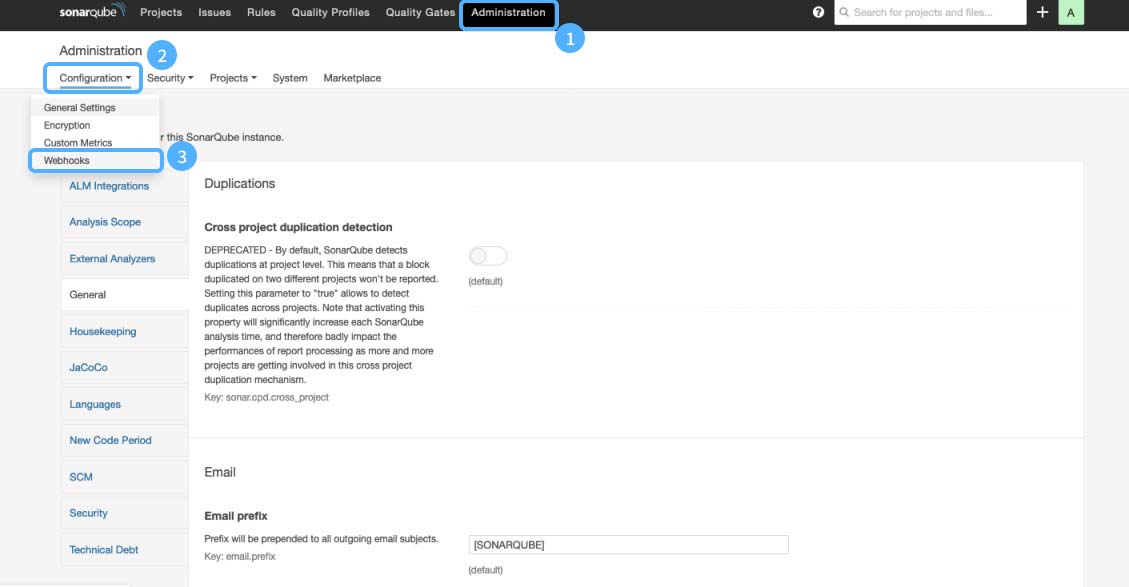 sonarqube Projects Issues Rules Quality Profiles Quality Gates Administration Search for projects and files... A
1
Administration
2
Configuration Security Projects System Marketplace
General Settings
Encryption
r this SonarQube instance.
Custom Metrics
Webhooks
3
ALM Integrations
Analysis Scope
External Analyzers
General
Housekeeping
JaCoCo
Languages
New Code Period
SCM
Security
Technical Debt
Duplications
Cross project duplication detection
DEPRECATED - By default, SonarQube detects
duplications at project level. This means that a block
duplicated on two different projects won't be reported.
Setting this parameter to "true" allows to detect
duplicates across projects. Note that activating this
property will significantly increase each SonarQube
analysis time, and therefore badly impact the
performances of report processing as more and more
projects are getting involved in this cross project
duplication mechanism.
Key: sonar.cpd.cross_project
(default)
Email
Email prefix
Prefix will be prepended to all outgoing email subjects.
Key: email.prefix
[SONARQUBE]
(default)